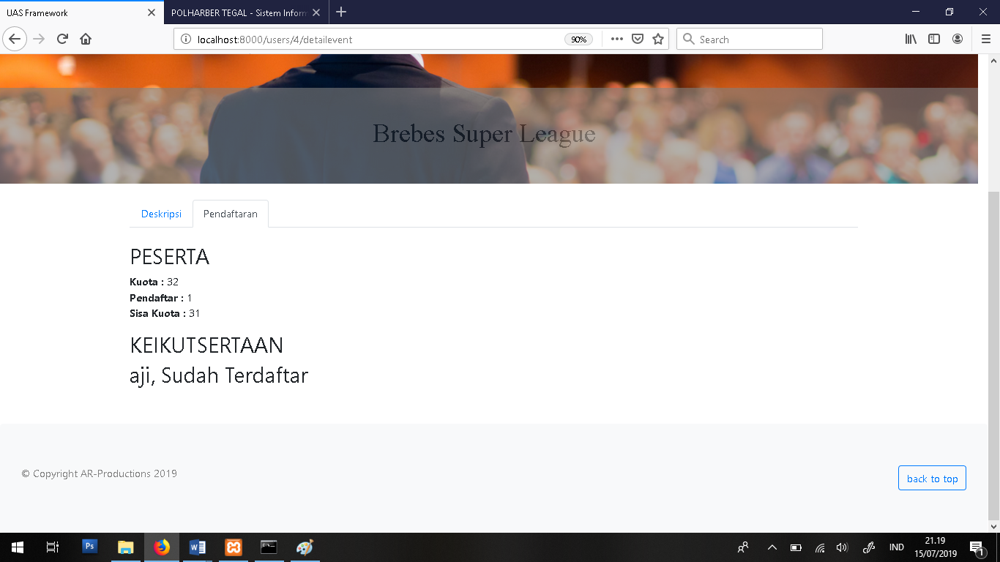 UAS Framework
POLHARBER TEGAL - Sistem Inform
localhost:8000/users/4/detailevent
90%
Search
Brebes Super League
Deskripsi
Pendaftaran
PESERTA
Kuota : 32
Pendaftar : 1
Sisa Kuota : 31
KEIKUTSERTAAN
aji, Sudah Terdaftar
© Copyright AR-Productions 2019
back to top
Ps
IND
21.19
15/07/2019
1